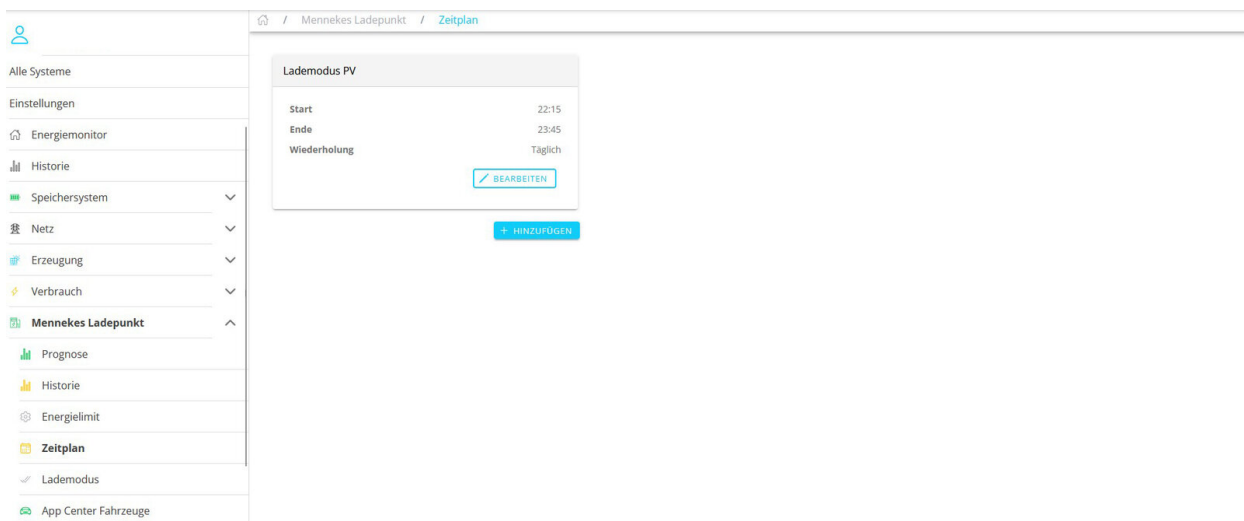 / Mennekes Ladepunkt / Zeitplan
Alle Systeme
Einstellungen
Energiemonitor
Historie
Speichersystem
Netz
Erzeugung
Verbrauch
Mennekes Ladepunkt
Prognose
Historie
Energielimit
Zeitplan
Lademodus
App Center Fahrzeuge
Lademodus PV
Start 22:15
Ende 23:45
Wiederholung Täglich
BEARBEITEN
+ HINZUFÜGEN